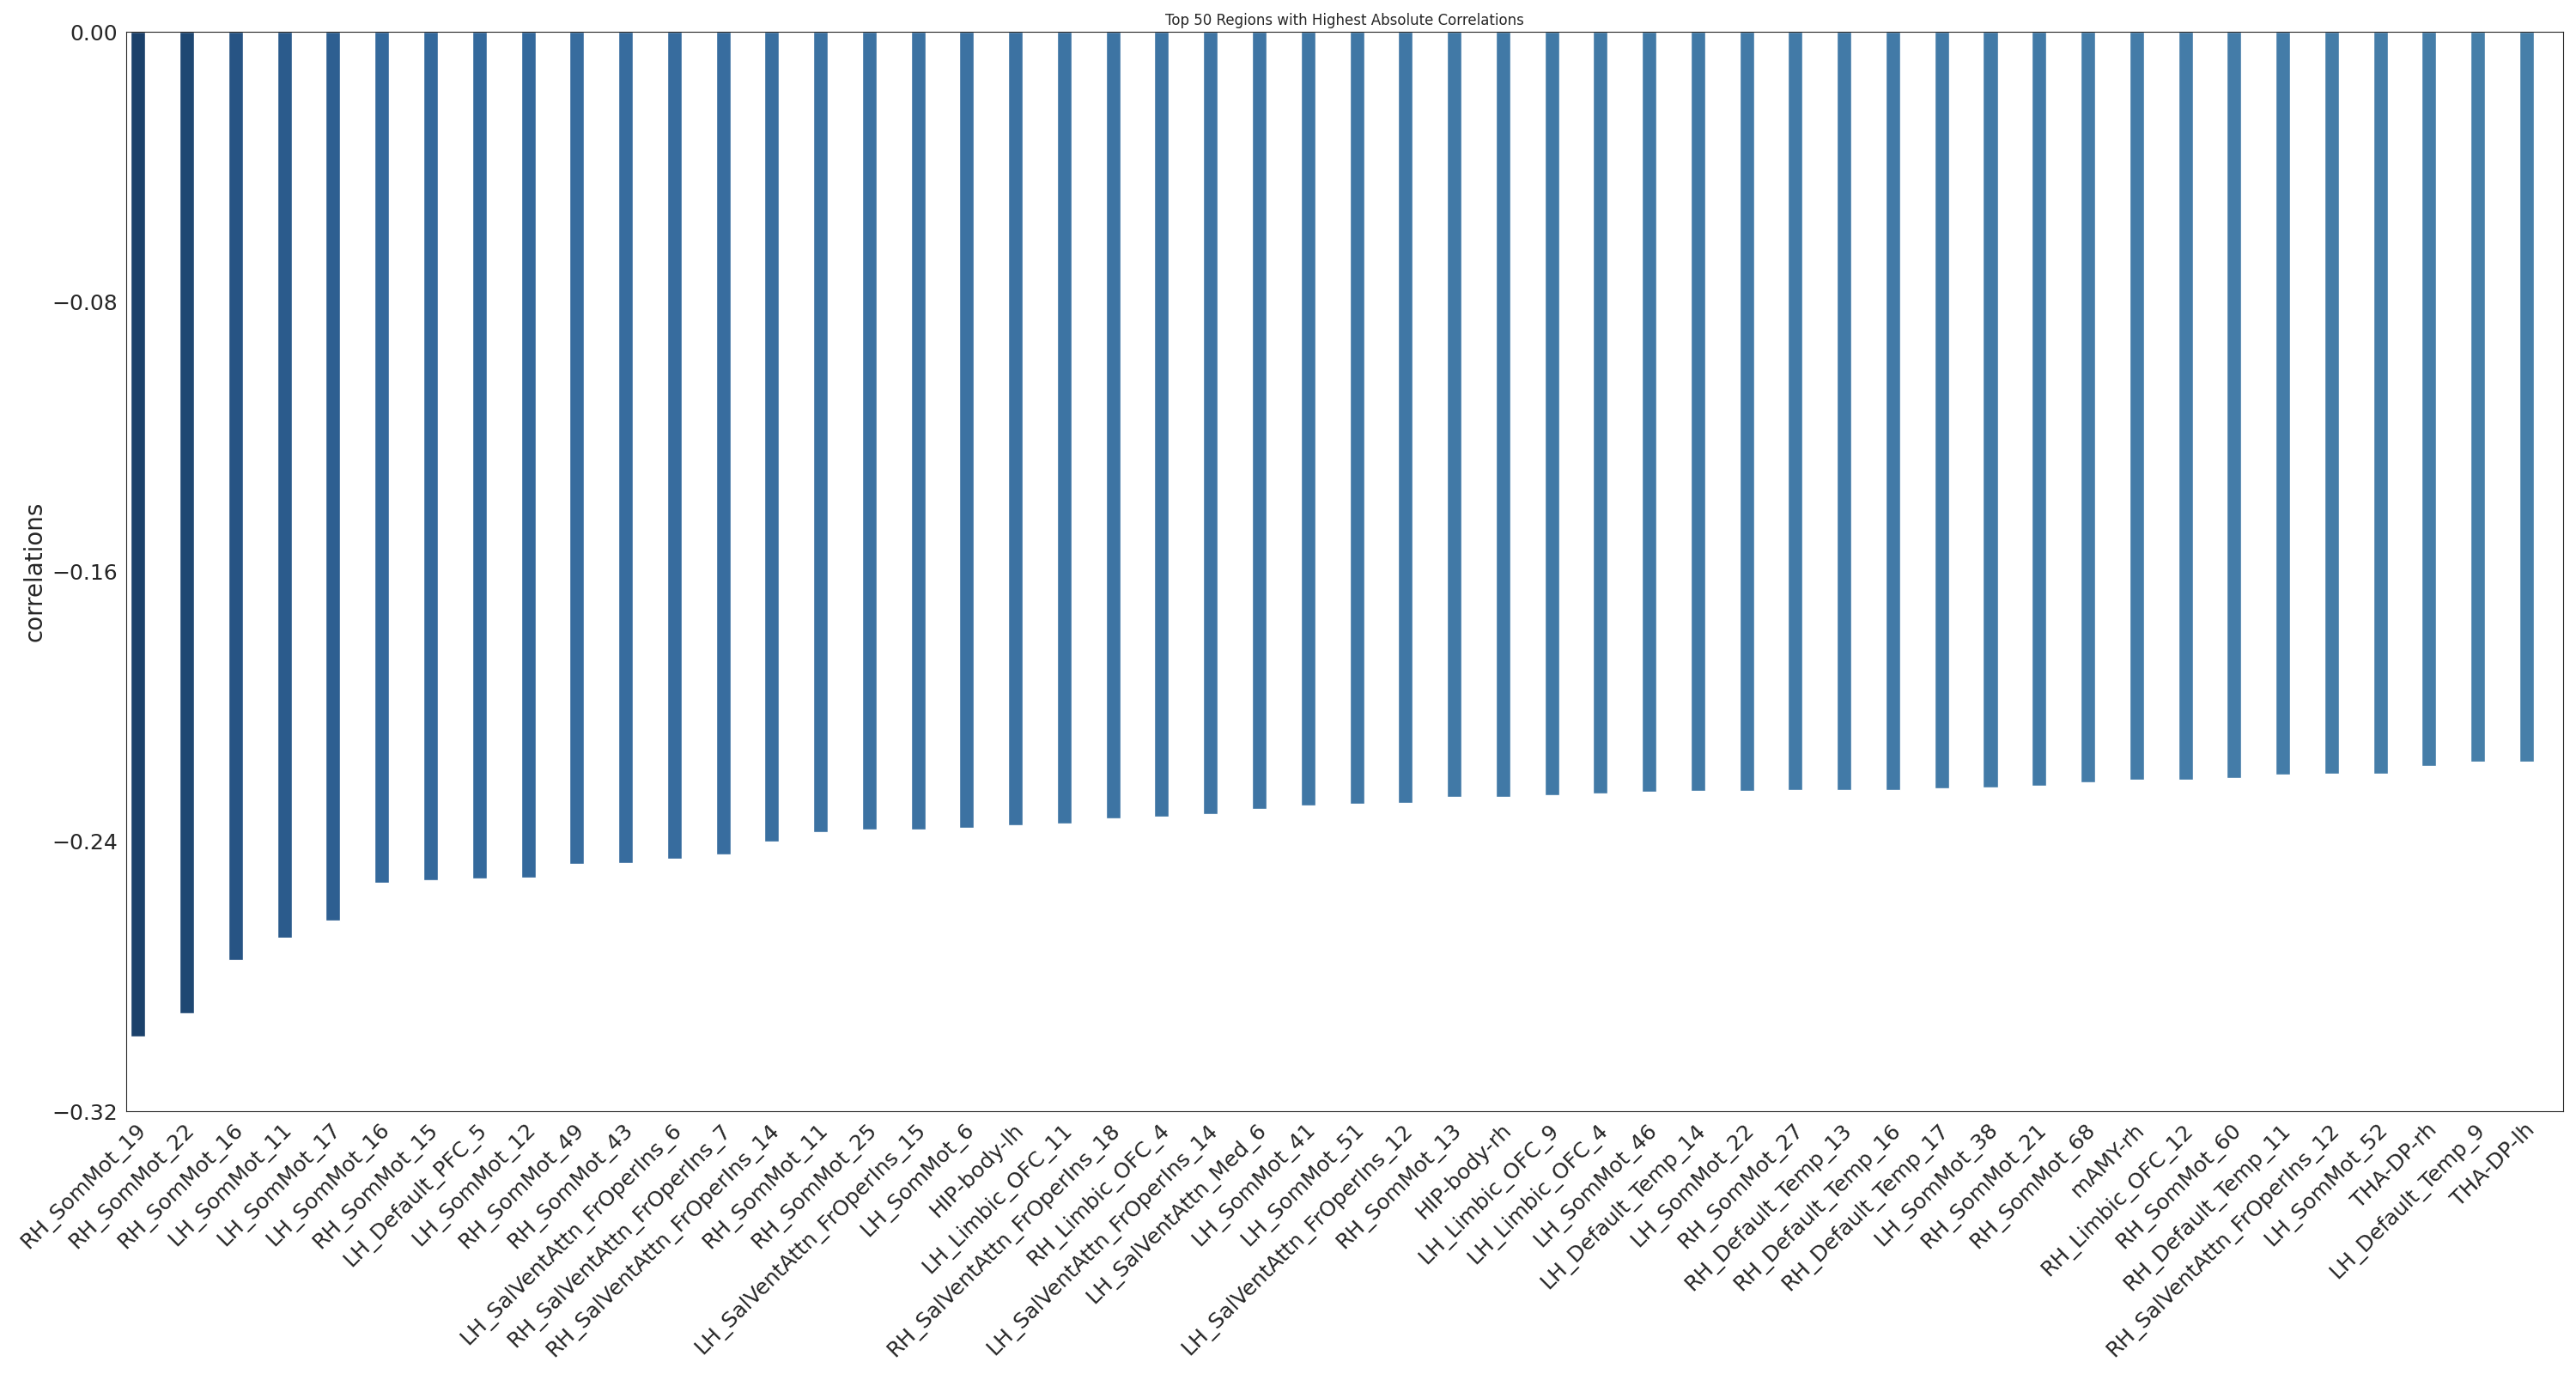 Top 50 Regions with Highest Absolute Correlations
0.00
−0.08
−0.16
−0.24
−0.32
correlations
RH_SomMot_19
RH_SomMot_22
RH_SomMot_16
LH_SomMot_11
LH_SomMot_17
LH_SomMot_16
RH_SomMot_15
LH_Default_PFC_5
LH_SomMot_12
RH_SomMot_49
RH_SomMot_43
LH_SalVentAttn_FrOperIns_6
RH_SalVentAttn_FrOperIns_7
RH_SalVentAttn_FrOperIns_14
RH_SomMot_11
RH_SomMot_25
LH_SalVentAttn_FrOperIns_15
LH_SomMot_6
HIP-body-lh
LH_Limbic_OFC_11
RH_SalVentAttn_FrOperIns_18
RH_Limbic_OFC_4
LH_SalVentAttn_FrOperIns_14
LH_SalVentAttn_Med_6
LH_SomMot_41
LH_SomMot_51
LH_SalVentAttn_FrOperIns_12
RH_SomMot_13
HIP-body-rh
LH_Limbic_OFC_9
LH_Limbic_OFC_4
LH_SomMot_46
LH_Default_Temp_14
LH_SomMot_22
RH_SomMot_27
RH_Default_Temp_13
RH_Default_Temp_16
RH_Default_Temp_17
LH_SomMot_38
RH_SomMot_21
RH_SomMot_68
mAMY-rh
RH_Limbic_OFC_12
RH_SomMot_60
RH_Default_Temp_11
RH_SalVentAttn_FrOperIns_12
LH_SomMot_52
THA-DP-rh
LH_Default_Temp_9
THA-DP-lh